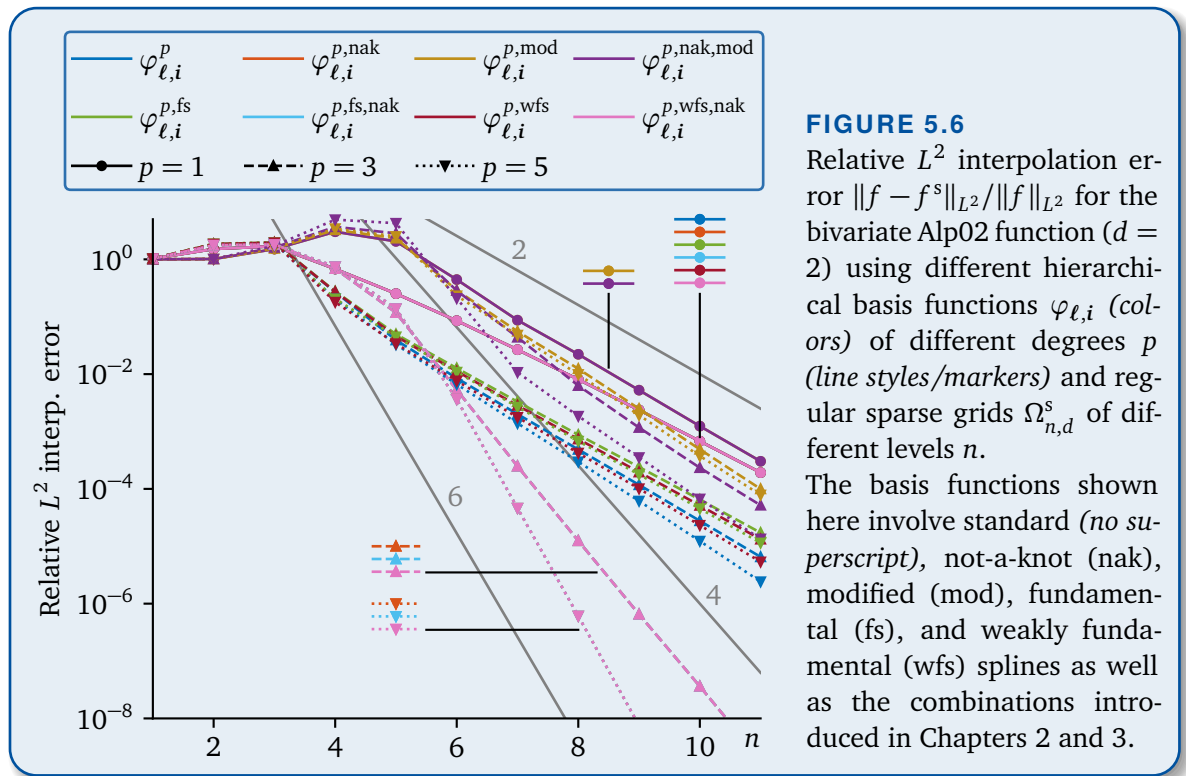 φ^p_{ℓ,i} φ^{p,nak}_{ℓ,i} φ^{p,mod}_{ℓ,i} φ^{p,nak,mod}_{ℓ,i}
φ^{p,fs}_{ℓ,i} φ^{p,fs,nak}_{ℓ,i} φ^{p,wfs}_{ℓ,i} φ^{p,wfs,nak}_{ℓ,i}
p = 1 p = 3 p = 5
Relative L² interp. error
10⁰
10⁻²
10⁻⁴
10⁻⁶
10⁻⁸
2
4
6
2 4 6 8 10 n
FIGURE 5.6
Relative L² interpolation er-
ror ‖f − fˢ‖_{L²}/‖f‖_{L²} for the
bivariate Alp02 function (d =
2) using different hierarchi-
cal basis functions φ_{ℓ,i} (col-
ors) of different degrees p
(line styles/markers) and reg-
ular sparse grids Ω^s_{n,d} of dif-
ferent levels n.
The basis functions shown
here involve standard (no su-
perscript), not-a-knot (nak),
modified (mod), fundamen-
tal (fs), and weakly funda-
mental (wfs) splines as well
as the combinations intro-
duced in Chapters 2 and 3.